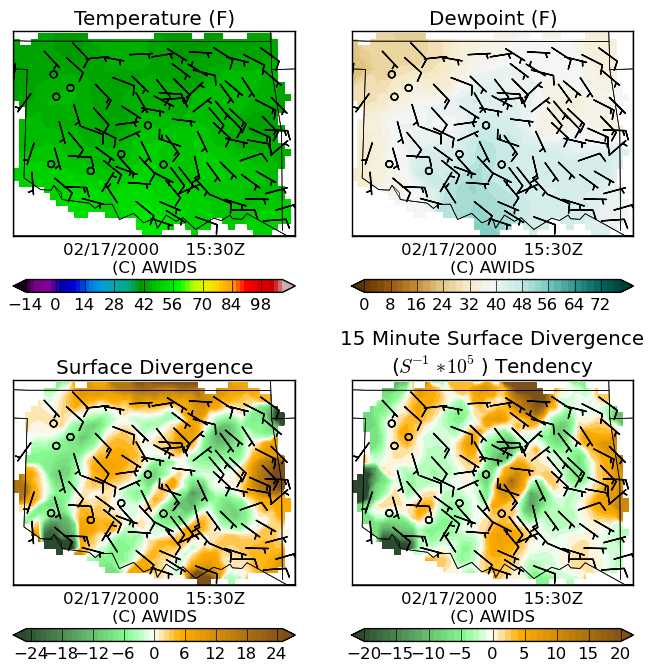 Temperature (F)
Dewpoint (F)
02/17/2000 15:30Z
(C) AWIDS
02/17/2000 15:30Z
(C) AWIDS
−14 0 14 28 42 56 70 84 98
0 8 16 24 32 40 48 56 64 72
Surface Divergence
15 Minute Surface Divergence
(S⁻¹ *10⁵ ) Tendency
02/17/2000 15:30Z
(C) AWIDS
02/17/2000 15:30Z
(C) AWIDS
−24 −18 −12 −6 0 6 12 18 24
−20 −15 −10 −5 0 5 10 15 20